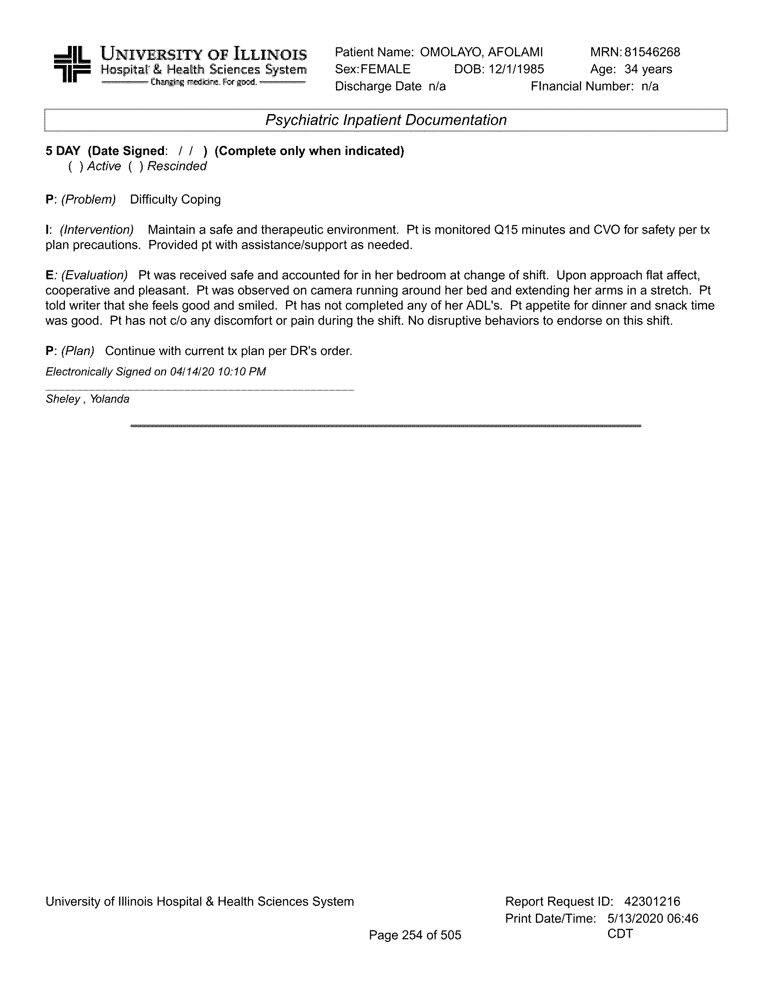 UNIVERSITY OF ILLINOIS
Hospital & Health Sciences System
Changing medicine. For good.
Patient Name: OMOLAYO, AFOLAMI MRN: 81546268
Sex: FEMALE DOB: 12/1/1985 Age: 34 years
Discharge Date n/a FInancial Number: n/a
Psychiatric Inpatient Documentation
5 DAY (Date Signed: / / ) (Complete only when indicated)
( ) Active ( ) Rescinded
P: (Problem) Difficulty Coping
I: (Intervention) Maintain a safe and therapeutic environment. Pt is monitored Q15 minutes and CVO for safety per tx
plan precautions. Provided pt with assistance/support as needed.
E: (Evaluation) Pt was received safe and accounted for in her bedroom at change of shift. Upon approach flat affect,
cooperative and pleasant. Pt was observed on camera running around her bed and extending her arms in a stretch. Pt
told writer that she feels good and smiled. Pt has not completed any of her ADL's. Pt appetite for dinner and snack time
was good. Pt has not c/o any discomfort or pain during the shift. No disruptive behaviors to endorse on this shift.
P: (Plan) Continue with current tx plan per DR's order.
Electronically Signed on 04/14/20 10:10 PM
Sheley , Yolanda
University of Illinois Hospital & Health Sciences System Report Request ID: 42301216
Print Date/Time: 5/13/2020 06:46
Page 254 of 505 CDT